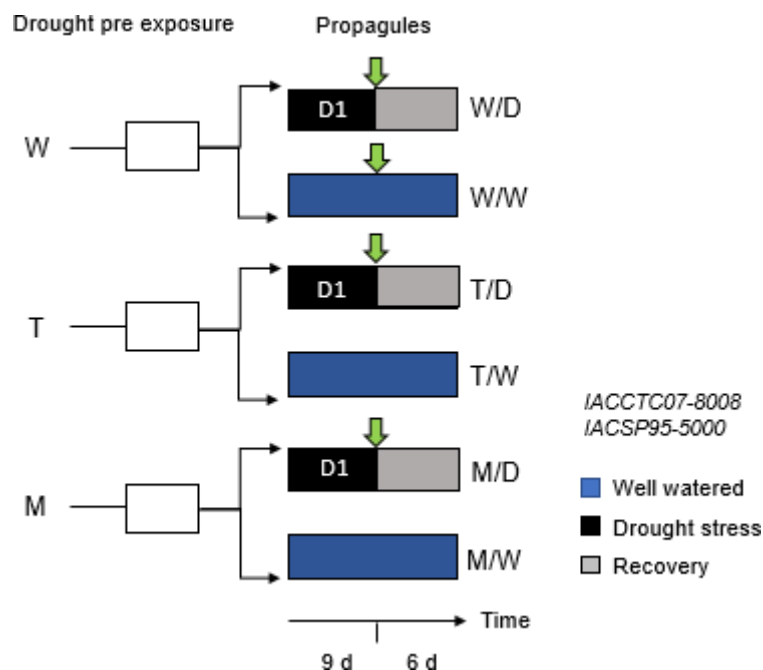 Drought pre exposure Propagules
D1 W/D
W
W/W
D1 T/D
T
T/W
IACCTC07-8008
IACSP95-5000
D1 M/D
Well watered
M
Drought stress
M/W
Recovery
Time
9 d 6 d